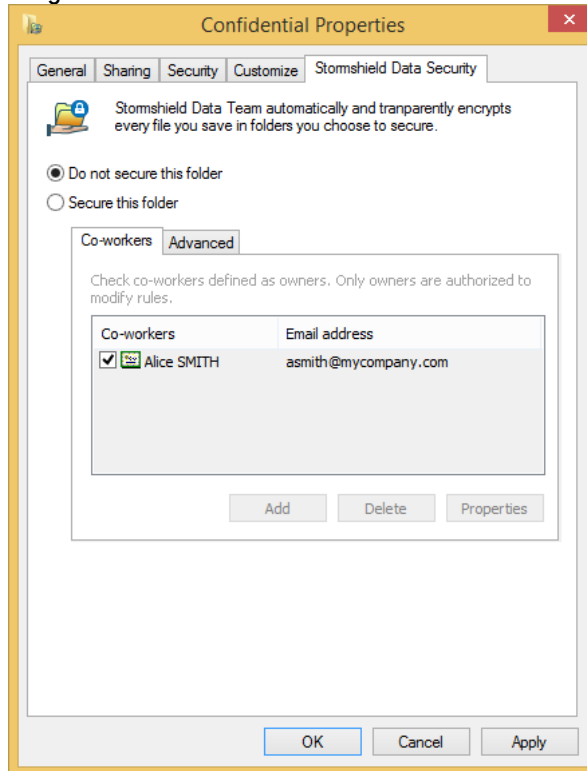 Confidential Properties
General Sharing Security Customize Stormshield Data Security
Stormshield Data Team automatically and tranparently encrypts
every file you save in folders you choose to secure.
Do not secure this folder
Secure this folder
Co-workers Advanced
Check co-workers defined as owners. Only owners are authorized to
modify rules.
Co-workers Email address
Alice SMITH asmith@mycompany.com
Add Delete Properties
OK Cancel Apply